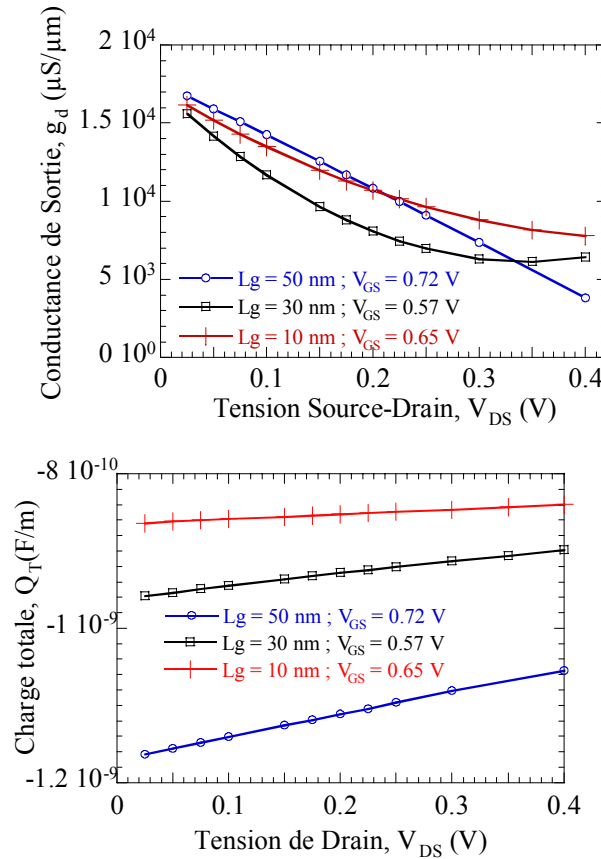 Conductance de Sortie, g_d (µS/µm)
2 10⁴
1.5 10⁴
1 10⁴
5 10³
0 10⁰
Lg = 50 nm ; V_GS = 0.72 V
Lg = 30 nm ; V_GS = 0.57 V
Lg = 10 nm ; V_GS = 0.65 V
0 0.1 0.2 0.3 0.4
Tension Source-Drain, V_DS (V)
Charge totale, Q_T(F/m)
-8 10⁻¹⁰
-1 10⁻⁹
-1.2 10⁻⁹
Lg = 50 nm ; V_GS = 0.72 V
Lg = 30 nm ; V_GS = 0.57 V
Lg = 10 nm ; V_GS = 0.65 V
0 0.1 0.2 0.3 0.4
Tension de Drain, V_DS (V)